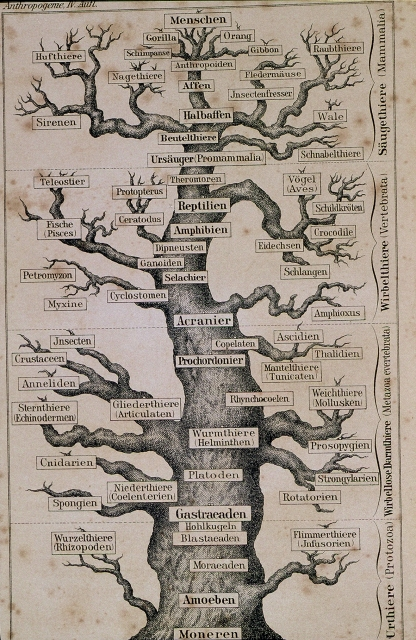 Anthropogenie, IV. Aufl.
Menschen
Gorilla
Orang
Schimpanse
Gibbon
Anthropoiden
Hufthiere
Raubthiere
Nagethiere
Fledermäuse
Affen
Jnsectenfresser
Sirenen
Halbaffen
Wale
Beutelthiere
Ursäuger Promammalia
Schnabelthiere
Säugethiere (Mammalia)
Teleostier
Theromoren
Vögel
(Aves)
Protopterus
Reptilien
Schildkröten
Fische
(Pisces)
Ceratodus
Amphibien
Crocodile
Dipneusten
Eidechsen
Ganoiden
Schlangen
Petromyzon
Selachier
Myxine
Cyclostomen
Amphioxus
Acranier
Wirbelthiere (Vertebrata)
Jnsecten
Copelaten
Ascidien
Crustaceen
Prochordonier
Thalidien
Anneliden
Mantelthiere
Tunicaten
Sternthiere
(Echinodermen)
Gliederthiere
(Articulaten)
Rhynchocoelen
Weichthiere
(Mollusken)
Wurmthiere
(Helminthen)
Prosopygien
Cnidarien
Platoden
Strongylarien
Niederthiere
(Coelenterien)
Rotatorien
Spongien
Gastraeaden
Wirbellose Darmthiere (Metazoa evertebrata)
Hohlkugeln
Blastaeaden
Wurzelthiere
(Rhizopoden)
Flimmerthiere
(Jnfusorien)
Moraeaden
Amoeben
Moneren
Urthiere (Protozoa)